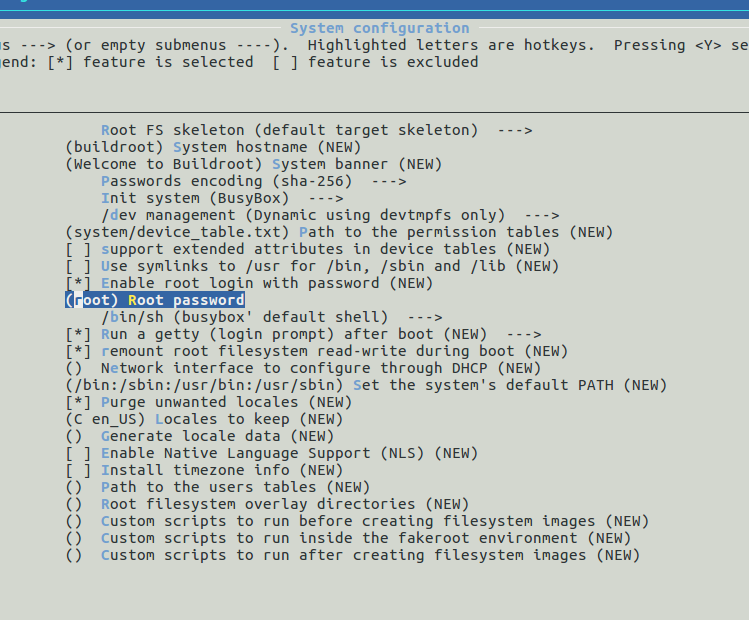 System configuration
s ---> (or empty submenus ----).  Highlighted letters are hotkeys.  Pressing <Y> se
end: [*] feature is selected  [ ] feature is excluded
Root FS skeleton (default target skeleton)  --->
(buildroot) System hostname (NEW)
(Welcome to Buildroot) System banner (NEW)
Passwords encoding (sha-256)  --->
Init system (BusyBox)  --->
/dev management (Dynamic using devtmpfs only)  --->
(system/device_table.txt) Path to the permission tables (NEW)
[ ] support extended attributes in device tables (NEW)
[ ] Use symlinks to /usr for /bin, /sbin and /lib (NEW)
[*] Enable root login with password (NEW)
(root) Root password
/bin/sh (busybox' default shell)  --->
[*] Run a getty (login prompt) after boot (NEW)  --->
[*] remount root filesystem read-write during boot (NEW)
()  Network interface to configure through DHCP (NEW)
(/bin:/sbin:/usr/bin:/usr/sbin) Set the system's default PATH (NEW)
[*] Purge unwanted locales (NEW)
(C en_US) Locales to keep (NEW)
()  Generate locale data (NEW)
[ ] Enable Native Language Support (NLS) (NEW)
[ ] Install timezone info (NEW)
()  Path to the users tables (NEW)
()  Root filesystem overlay directories (NEW)
()  Custom scripts to run before creating filesystem images (NEW)
()  Custom scripts to run inside the fakeroot environment (NEW)
()  Custom scripts to run after creating filesystem images (NEW)